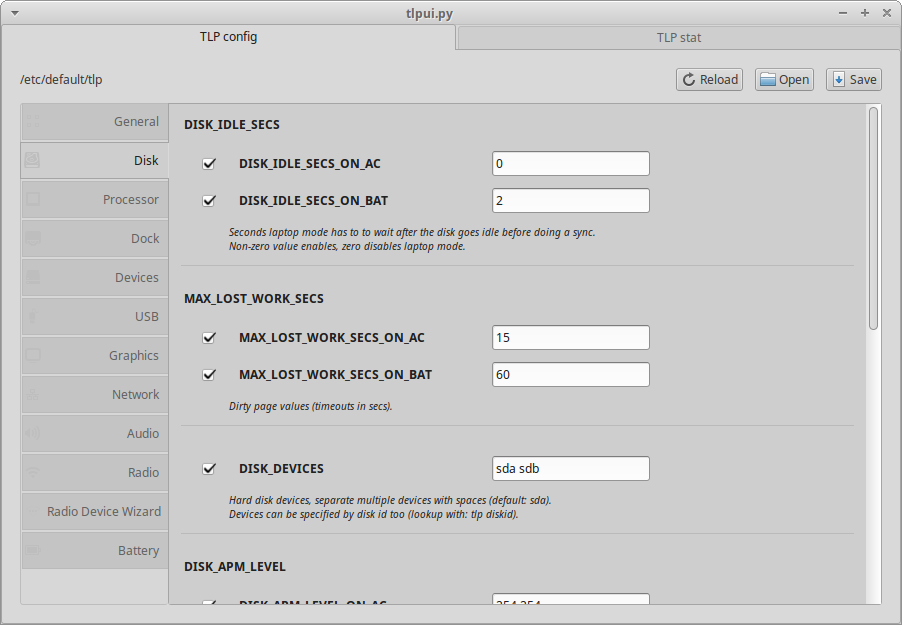 tlpui.py
TLP config
TLP stat
/etc/default/tlp
Reload
Open
Save
General
Disk
Processor
Dock
Devices
USB
Graphics
Network
Audio
Radio
Radio Device Wizard
Battery
DISK_IDLE_SECS
DISK_IDLE_SECS_ON_AC
0
DISK_IDLE_SECS_ON_BAT
2
Seconds laptop mode has to to wait after the disk goes idle before doing a sync.
Non-zero value enables, zero disables laptop mode.
MAX_LOST_WORK_SECS
MAX_LOST_WORK_SECS_ON_AC
15
MAX_LOST_WORK_SECS_ON_BAT
60
Dirty page values (timeouts in secs).
DISK_DEVICES
sda sdb
Hard disk devices, separate multiple devices with spaces (default: sda).
Devices can be specified by disk id too (lookup with: tlp diskid).
DISK_APM_LEVEL
DISK_APM_LEVEL_ON_AC
254 254